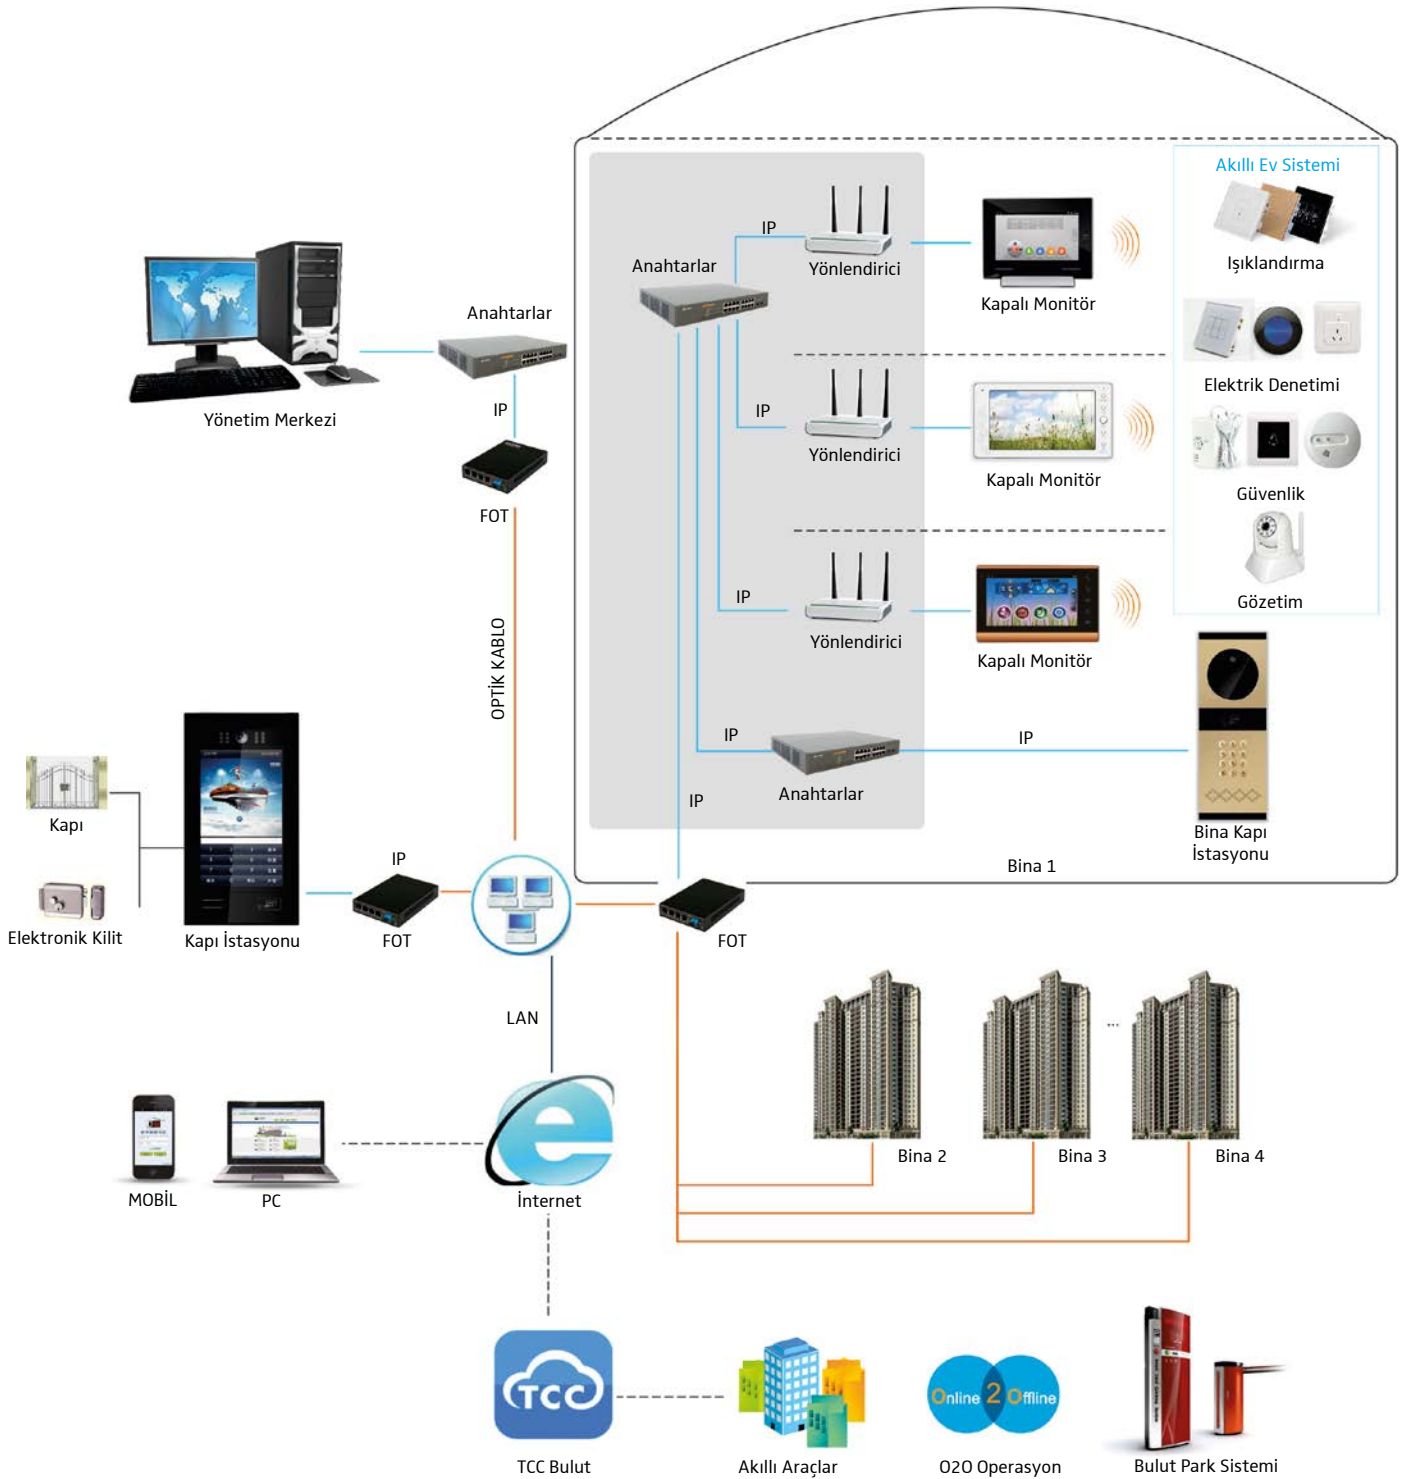 Akıllı Ev Sistemi
IP
Anahtarlar
Yönlendirici
Kapalı Monitör
Işıklandırma
Anahtarlar
Yönetim Merkezi
IP
FOT
IP
Yönlendirici
Kapalı Monitör
Elektrik Denetimi
Güvenlik
Gözetim
OPTİK KABLO
IP
Yönlendirici
Kapalı Monitör
IP
Anahtarlar
IP
IP
Bina Kapı
İstasyonu
Bina 1
Kapı
Elektronik Kilit
Kapı İstasyonu
IP
FOT
FOT
LAN
...
Bina 2
Bina 3
Bina 4
MOBİL
PC
İnternet
TCC
TCC Bulut
Akıllı Araçlar
Online 2 Offline
O2O Operasyon
Bulut Park Sistemi